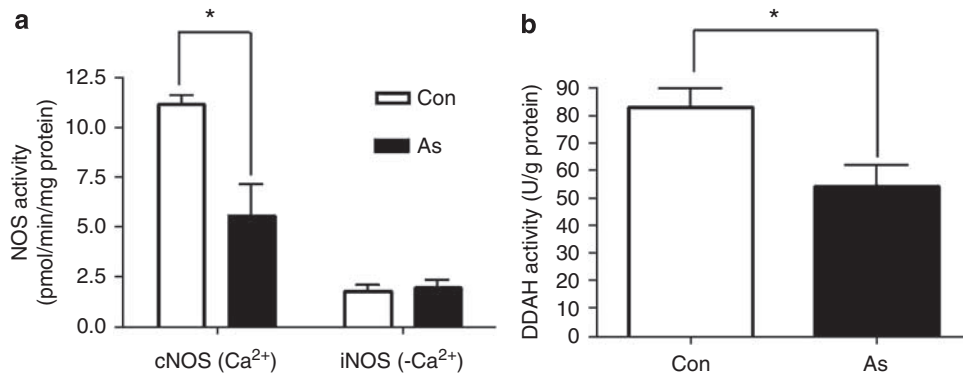 a
*
NOS activity
(pmol/min/mg protein)
12.5
10.0
7.5
5.0
2.5
0.0
Con
As
cNOS (Ca²⁺)
iNOS (-Ca²⁺)
b
*
DDAH activity (U/g protein)
90
80
70
60
50
40
30
20
10
0
Con
As